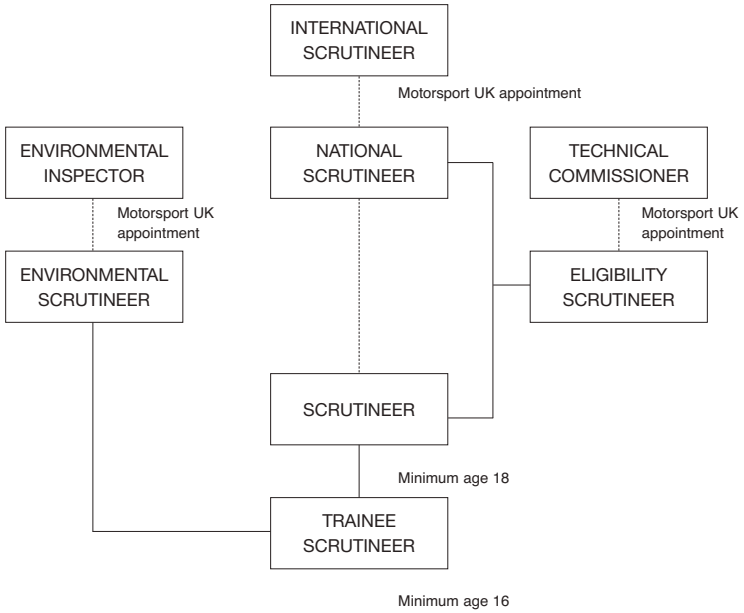 INTERNATIONAL
SCRUTINEER
Motorsport UK appointment
ENVIRONMENTAL
INSPECTOR
NATIONAL
SCRUTINEER
TECHNICAL
COMMISSIONER
Motorsport UK
appointment
Motorsport UK
appointment
ENVIRONMENTAL
SCRUTINEER
ELIGIBILITY
SCRUTINEER
SCRUTINEER
Minimum age 18
TRAINEE
SCRUTINEER
Minimum age 16